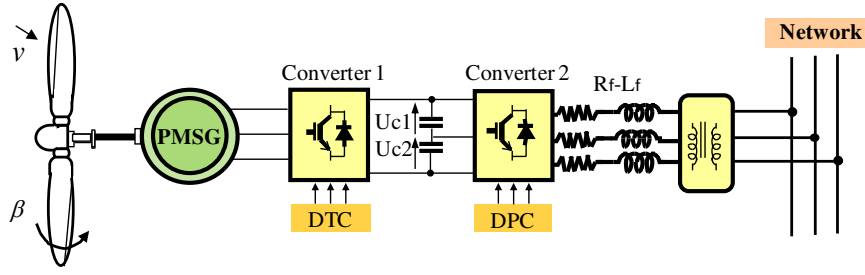 Network
v
Converter 1
Converter 2
Rf-Lf
Uc1
PMSG
Uc2
β
DTC
DPC